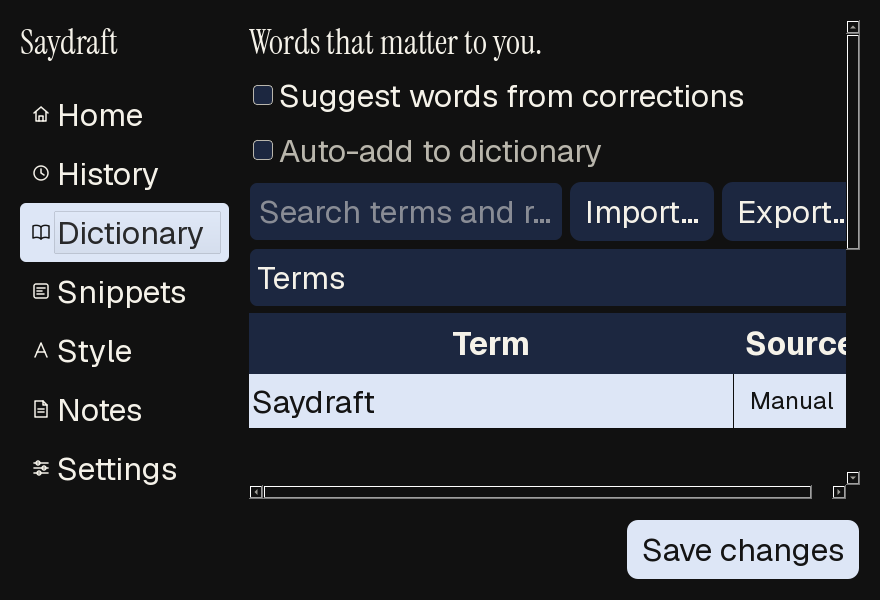 Saydraft
Home
History
Dictionary
Snippets
Style
Notes
Settings
Words that matter to you.
Suggest words from corrections
Auto-add to dictionary
Search terms and r...
Import...
Export...
Terms
Term
Source
Saydraft
Manual
Save changes